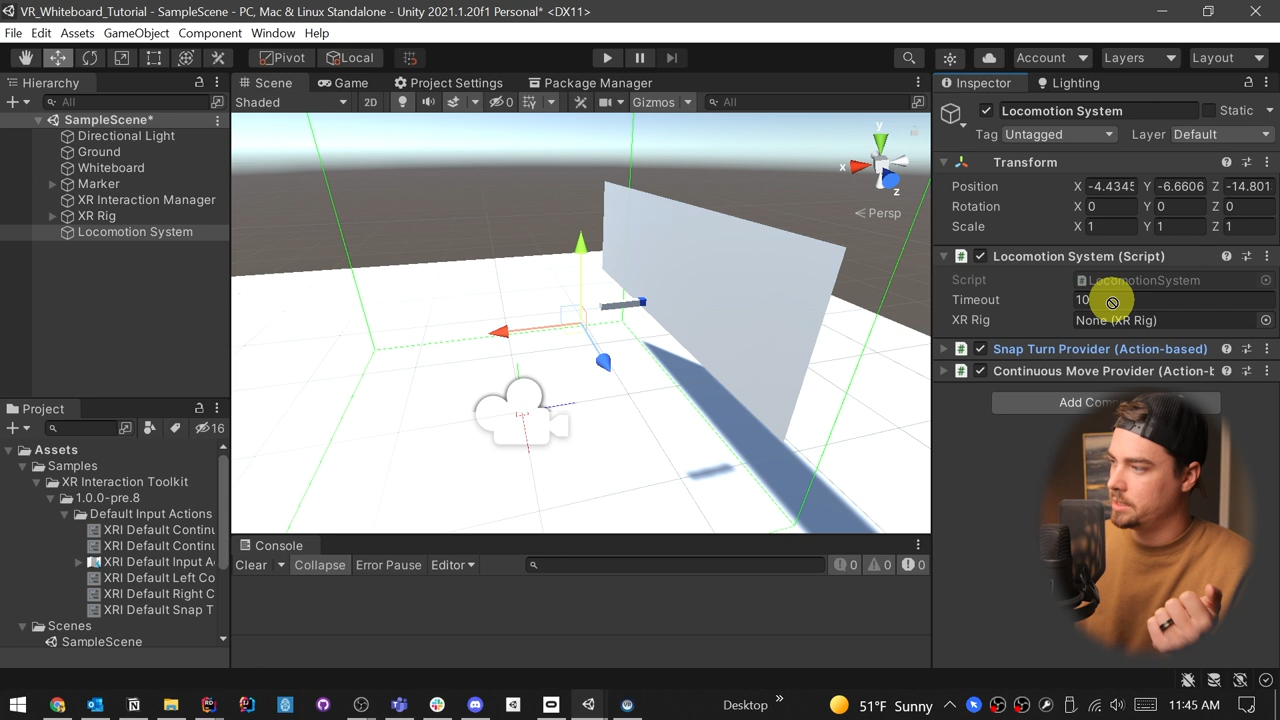 VR_Whiteboard_Tutorial - SampleScene - PC, Mac & Linux Standalone - Unity 2021.1.20f1 Personal* <DX11>
File Edit Assets GameObject Component Window Help
Pivot Local Account Layers Layout
Hierarchy Scene Game Project Settings Package Manager Inspector Lighting
All Shaded 2D 0 Gizmos All
SampleScene*
Directional Light
Ground
Whiteboard
Marker
XR Interaction Manager
XR Rig
Locomotion System
y
x
z
Persp
Locomotion System Static
Tag Untagged Layer Default
Transform
Position X -4.4345 Y -6.6606 Z -14.801
Rotation X 0 Y 0 Z 0
Scale X 1 Y 1 Z 1
Locomotion System (Script)
Script LocomotionSystem
Timeout 10
XR Rig None (XR Rig)
Snap Turn Provider (Action-based)
Continuous Move Provider (Action-b
Add Com
Project
16
Assets
Samples
XR Interaction Toolkit
1.0.0-pre.8
Default Input Actions
XRI Default Continu
XRI Default Continu
XRI Default Input A
XRI Default Left Co
XRI Default Right C
XRI Default Snap T
Scenes
SampleScene
Console
Clear Collapse Error Pause Editor 0 0 0
Desktop 51°F Sunny 11:45 AM